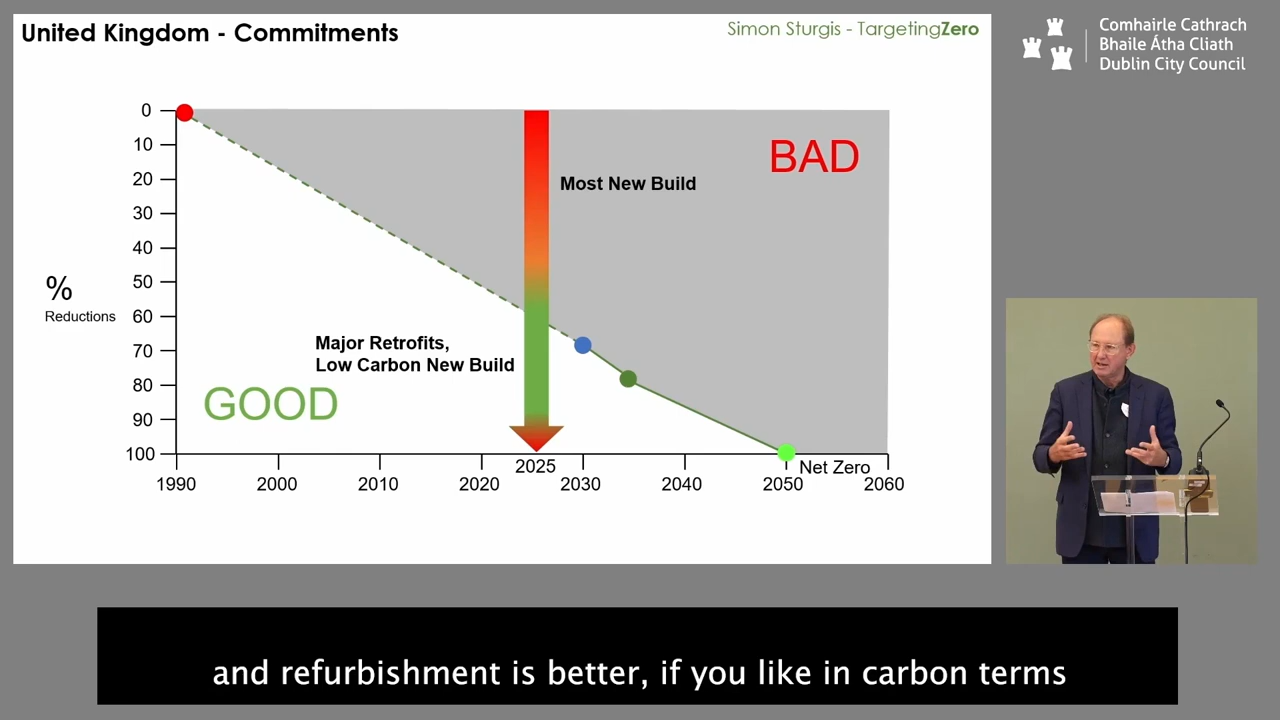 United Kingdom - Commitments
Simon Sturgis - TargetingZero
Comhairle Cathrach
Bhaile Átha Cliath
Dublin City Council
0
10
20
30
40
50
60
70
80
90
100
%
Reductions
BAD
Most New Build
Major Retrofits,
Low Carbon New Build
GOOD
2025
Net Zero
1990
2000
2010
2020
2030
2040
2050
2060
and refurbishment is better, if you like in carbon terms